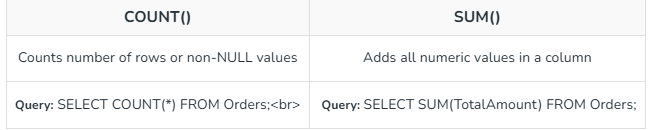 COUNT() SUM()
Counts number of rows or non-NULL values Adds all numeric values in a column
Query: SELECT COUNT(*) FROM Orders;<br> Query: SELECT SUM(TotalAmount) FROM Orders;